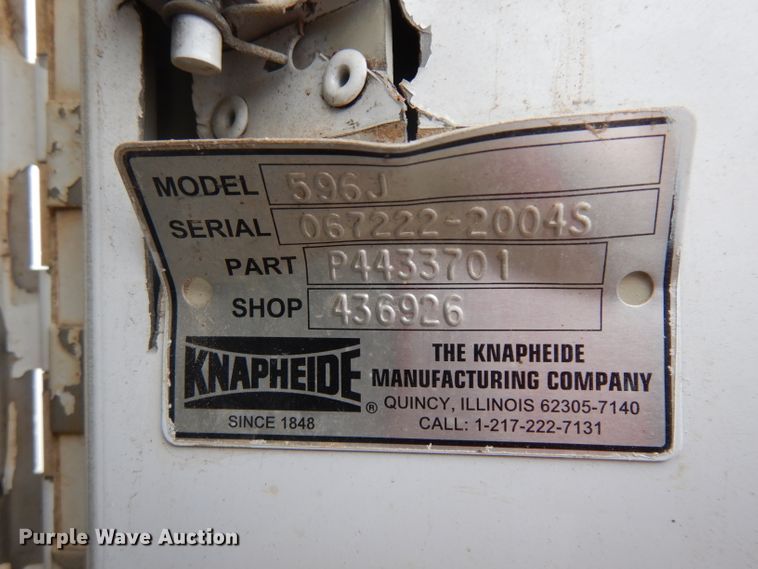 MODEL 596J
SERIAL 067222-2004S
PART P4433701
SHOP 436926
KNAPHEIDE ®
SINCE 1848
THE KNAPHEIDE
MANUFACTURING COMPANY
QUINCY, ILLINOIS 62305-7140
CALL: 1-217-222-7131
Purple Wave Auction